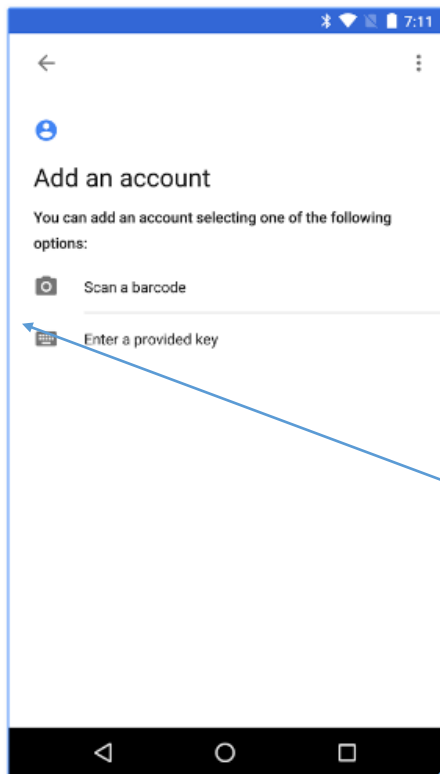 7:11
Add an account
You can add an account selecting one of the following
options:
Scan a barcode
Enter a provided key